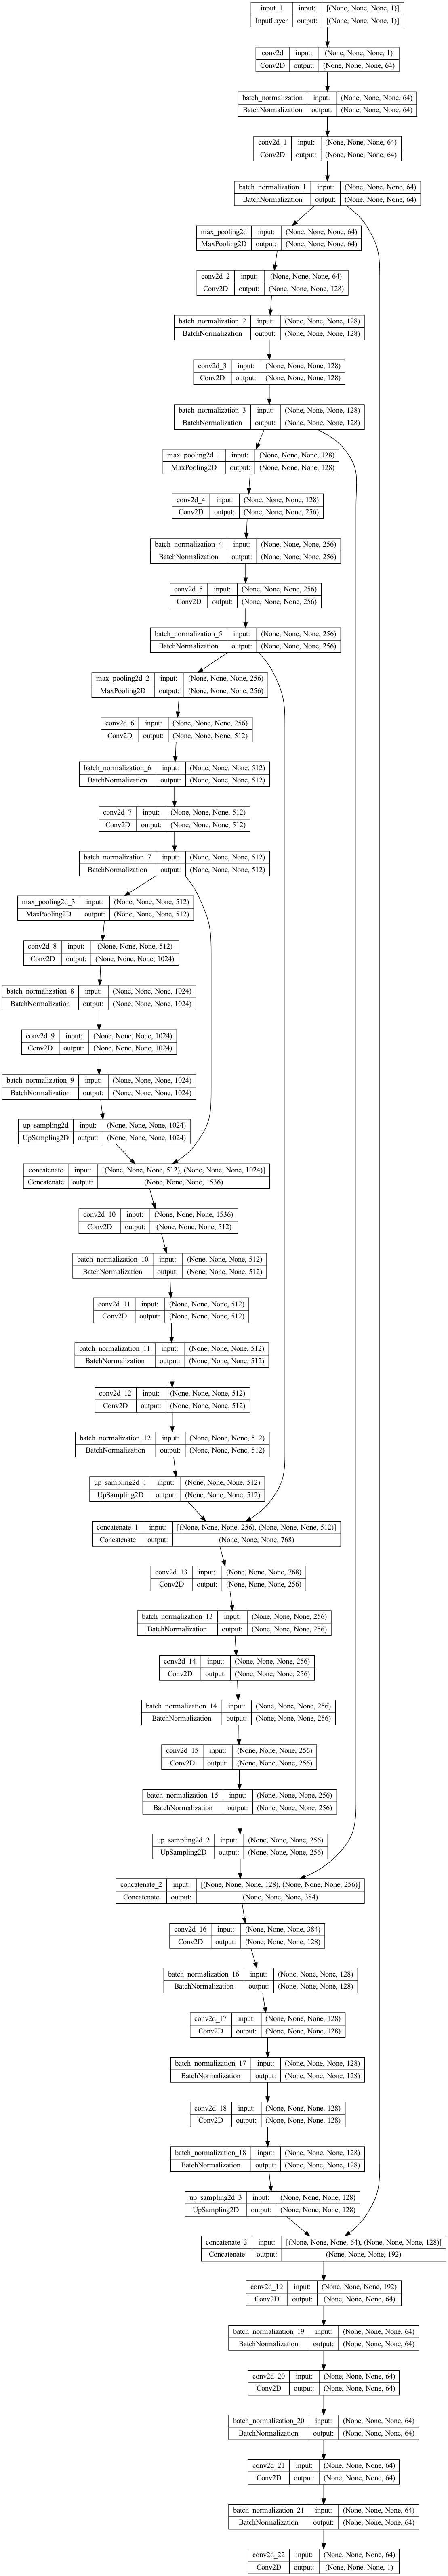 input_1 input: [(None, None, None, 1)]
InputLayer output: [(None, None, None, 1)]
conv2d input: (None, None, None, 1)
Conv2D output: (None, None, None, 64)
batch_normalization input: (None, None, None, 64)
BatchNormalization output: (None, None, None, 64)
conv2d_1 input: (None, None, None, 64)
Conv2D output: (None, None, None, 64)
batch_normalization_1 input: (None, None, None, 64)
BatchNormalization output: (None, None, None, 64)
max_pooling2d input: (None, None, None, 64)
MaxPooling2D output: (None, None, None, 64)
conv2d_2 input: (None, None, None, 64)
Conv2D output: (None, None, None, 128)
batch_normalization_2 input: (None, None, None, 128)
BatchNormalization output: (None, None, None, 128)
conv2d_3 input: (None, None, None, 128)
Conv2D output: (None, None, None, 128)
batch_normalization_3 input: (None, None, None, 128)
BatchNormalization output: (None, None, None, 128)
max_pooling2d_1 input: (None, None, None, 128)
MaxPooling2D output: (None, None, None, 128)
conv2d_4 input: (None, None, None, 128)
Conv2D output: (None, None, None, 256)
batch_normalization_4 input: (None, None, None, 256)
BatchNormalization output: (None, None, None, 256)
conv2d_5 input: (None, None, None, 256)
Conv2D output: (None, None, None, 256)
batch_normalization_5 input: (None, None, None, 256)
BatchNormalization output: (None, None, None, 256)
max_pooling2d_2 input: (None, None, None, 256)
MaxPooling2D output: (None, None, None, 256)
conv2d_6 input: (None, None, None, 256)
Conv2D output: (None, None, None, 512)
batch_normalization_6 input: (None, None, None, 512)
BatchNormalization output: (None, None, None, 512)
conv2d_7 input: (None, None, None, 512)
Conv2D output: (None, None, None, 512)
batch_normalization_7 input: (None, None, None, 512)
BatchNormalization output: (None, None, None, 512)
max_pooling2d_3 input: (None, None, None, 512)
MaxPooling2D output: (None, None, None, 512)
conv2d_8 input: (None, None, None, 512)
Conv2D output: (None, None, None, 1024)
batch_normalization_8 input: (None, None, None, 1024)
BatchNormalization output: (None, None, None, 1024)
conv2d_9 input: (None, None, None, 1024)
Conv2D output: (None, None, None, 1024)
batch_normalization_9 input: (None, None, None, 1024)
BatchNormalization output: (None, None, None, 1024)
up_sampling2d input: (None, None, None, 1024)
UpSampling2D output: (None, None, None, 1024)
concatenate input: [(None, None, None, 512), (None, None, None, 1024)]
Concatenate output: (None, None, None, 1536)
conv2d_10 input: (None, None, None, 1536)
Conv2D output: (None, None, None, 512)
batch_normalization_10 input: (None, None, None, 512)
BatchNormalization output: (None, None, None, 512)
conv2d_11 input: (None, None, None, 512)
Conv2D output: (None, None, None, 512)
batch_normalization_11 input: (None, None, None, 512)
BatchNormalization output: (None, None, None, 512)
conv2d_12 input: (None, None, None, 512)
Conv2D output: (None, None, None, 512)
batch_normalization_12 input: (None, None, None, 512)
BatchNormalization output: (None, None, None, 512)
up_sampling2d_1 input: (None, None, None, 512)
UpSampling2D output: (None, None, None, 512)
concatenate_1 input: [(None, None, None, 256), (None, None, None, 512)]
Concatenate output: (None, None, None, 768)
conv2d_13 input: (None, None, None, 768)
Conv2D output: (None, None, None, 256)
batch_normalization_13 input: (None, None, None, 256)
BatchNormalization output: (None, None, None, 256)
conv2d_14 input: (None, None, None, 256)
Conv2D output: (None, None, None, 256)
batch_normalization_14 input: (None, None, None, 256)
BatchNormalization output: (None, None, None, 256)
conv2d_15 input: (None, None, None, 256)
Conv2D output: (None, None, None, 256)
batch_normalization_15 input: (None, None, None, 256)
BatchNormalization output: (None, None, None, 256)
up_sampling2d_2 input: (None, None, None, 256)
UpSampling2D output: (None, None, None, 256)
concatenate_2 input: [(None, None, None, 128), (None, None, None, 256)]
Concatenate output: (None, None, None, 384)
conv2d_16 input: (None, None, None, 384)
Conv2D output: (None, None, None, 128)
batch_normalization_16 input: (None, None, None, 128)
BatchNormalization output: (None, None, None, 128)
conv2d_17 input: (None, None, None, 128)
Conv2D output: (None, None, None, 128)
batch_normalization_17 input: (None, None, None, 128)
BatchNormalization output: (None, None, None, 128)
conv2d_18 input: (None, None, None, 128)
Conv2D output: (None, None, None, 128)
batch_normalization_18 input: (None, None, None, 128)
BatchNormalization output: (None, None, None, 128)
up_sampling2d_3 input: (None, None, None, 128)
UpSampling2D output: (None, None, None, 128)
concatenate_3 input: [(None, None, None, 64), (None, None, None, 128)]
Concatenate output: (None, None, None, 192)
conv2d_19 input: (None, None, None, 192)
Conv2D output: (None, None, None, 64)
batch_normalization_19 input: (None, None, None, 64)
BatchNormalization output: (None, None, None, 64)
conv2d_20 input: (None, None, None, 64)
Conv2D output: (None, None, None, 64)
batch_normalization_20 input: (None, None, None, 64)
BatchNormalization output: (None, None, None, 64)
conv2d_21 input: (None, None, None, 64)
Conv2D output: (None, None, None, 64)
batch_normalization_21 input: (None, None, None, 64)
BatchNormalization output: (None, None, None, 64)
conv2d_22 input: (None, None, None, 64)
Conv2D output: (None, None, None, 1)